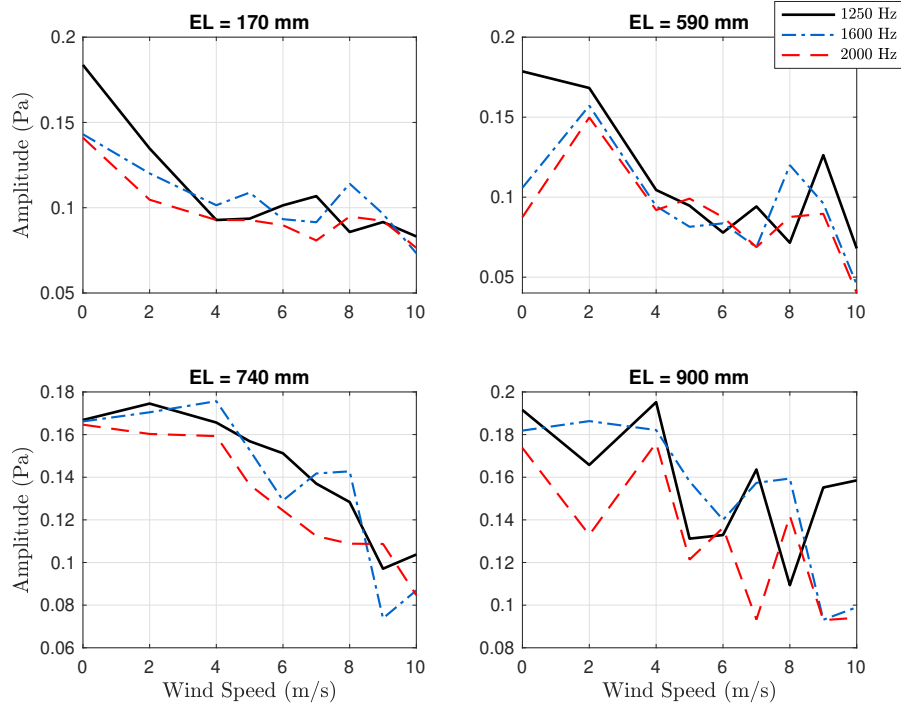 EL = 170 mm
EL = 590 mm
1250 Hz
1600 Hz
2000 Hz
0.2
0.15
0.1
0.05
Amplitude (Pa)
0 2 4 6 8 10
0.2
0.15
0.1
0.05
0 2 4 6 8 10
EL = 740 mm
EL = 900 mm
0.18
0.16
0.14
0.12
0.1
0.08
0.06
Amplitude (Pa)
0 2 4 6 8 10
Wind Speed (m/s)
0.2
0.18
0.16
0.14
0.12
0.1
0.08
0 2 4 6 8 10
Wind Speed (m/s)